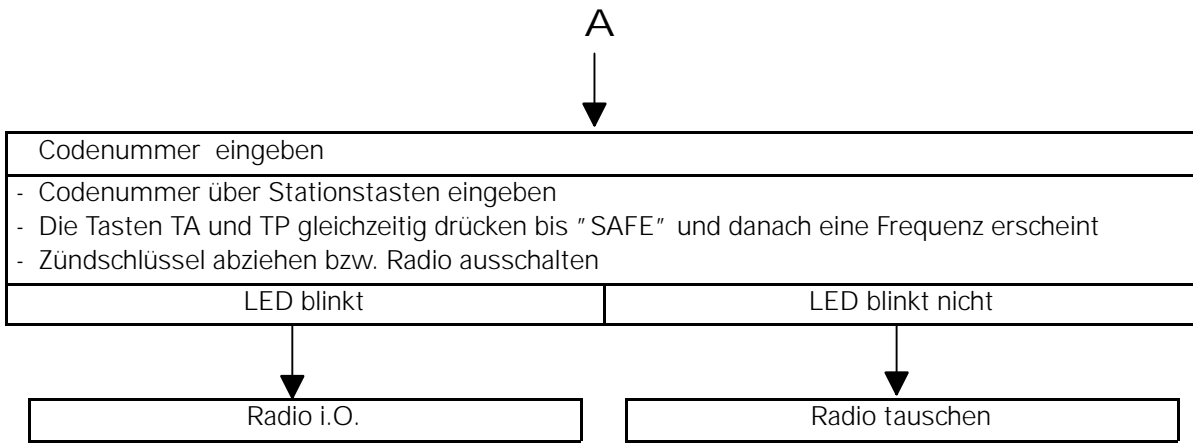 A
Codenummer eingeben
- Codenummer über Stationstasten eingeben
- Die Tasten TA und TP gleichzeitig drücken bis "SAFE" und danach eine Frequenz erscheint
- Zündschlüssel abziehen bzw. Radio ausschalten
LED blinkt
LED blinkt nicht
Radio i.O.
Radio tauschen